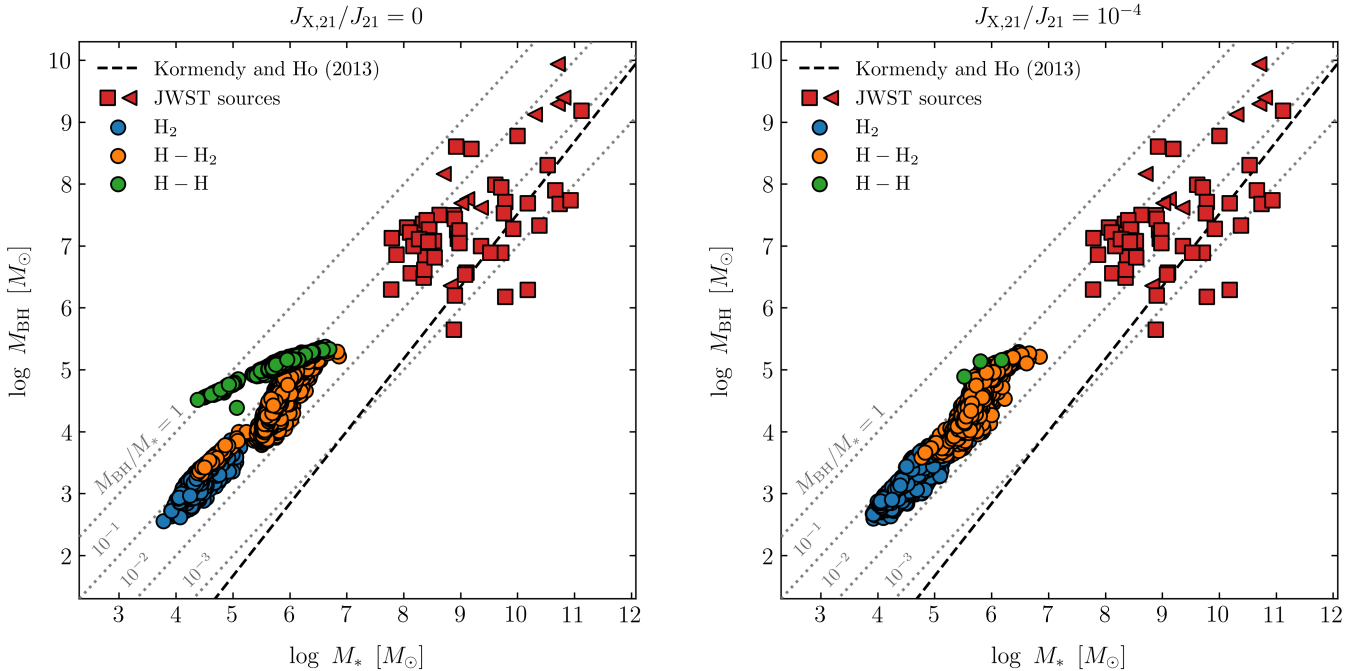 J_X,21/J_21 = 0
log M_BH [M_⊙]
10
9
8
7
6
5
4
3
2
Kormendy and Ho (2013)
JWST sources
H₂
H − H₂
H − H
M_BH/M_* = 1
10⁻¹
10⁻²
10⁻³
3 4 5 6 7 8 9 10 11 12
log M_* [M_⊙]
J_X,21/J_21 = 10⁻⁴
log M_BH [M_⊙]
10
9
8
7
6
5
4
3
2
Kormendy and Ho (2013)
JWST sources
H₂
H − H₂
H − H
M_BH/M_* = 1
10⁻¹
10⁻²
10⁻³
3 4 5 6 7 8 9 10 11 12
log M_* [M_⊙]